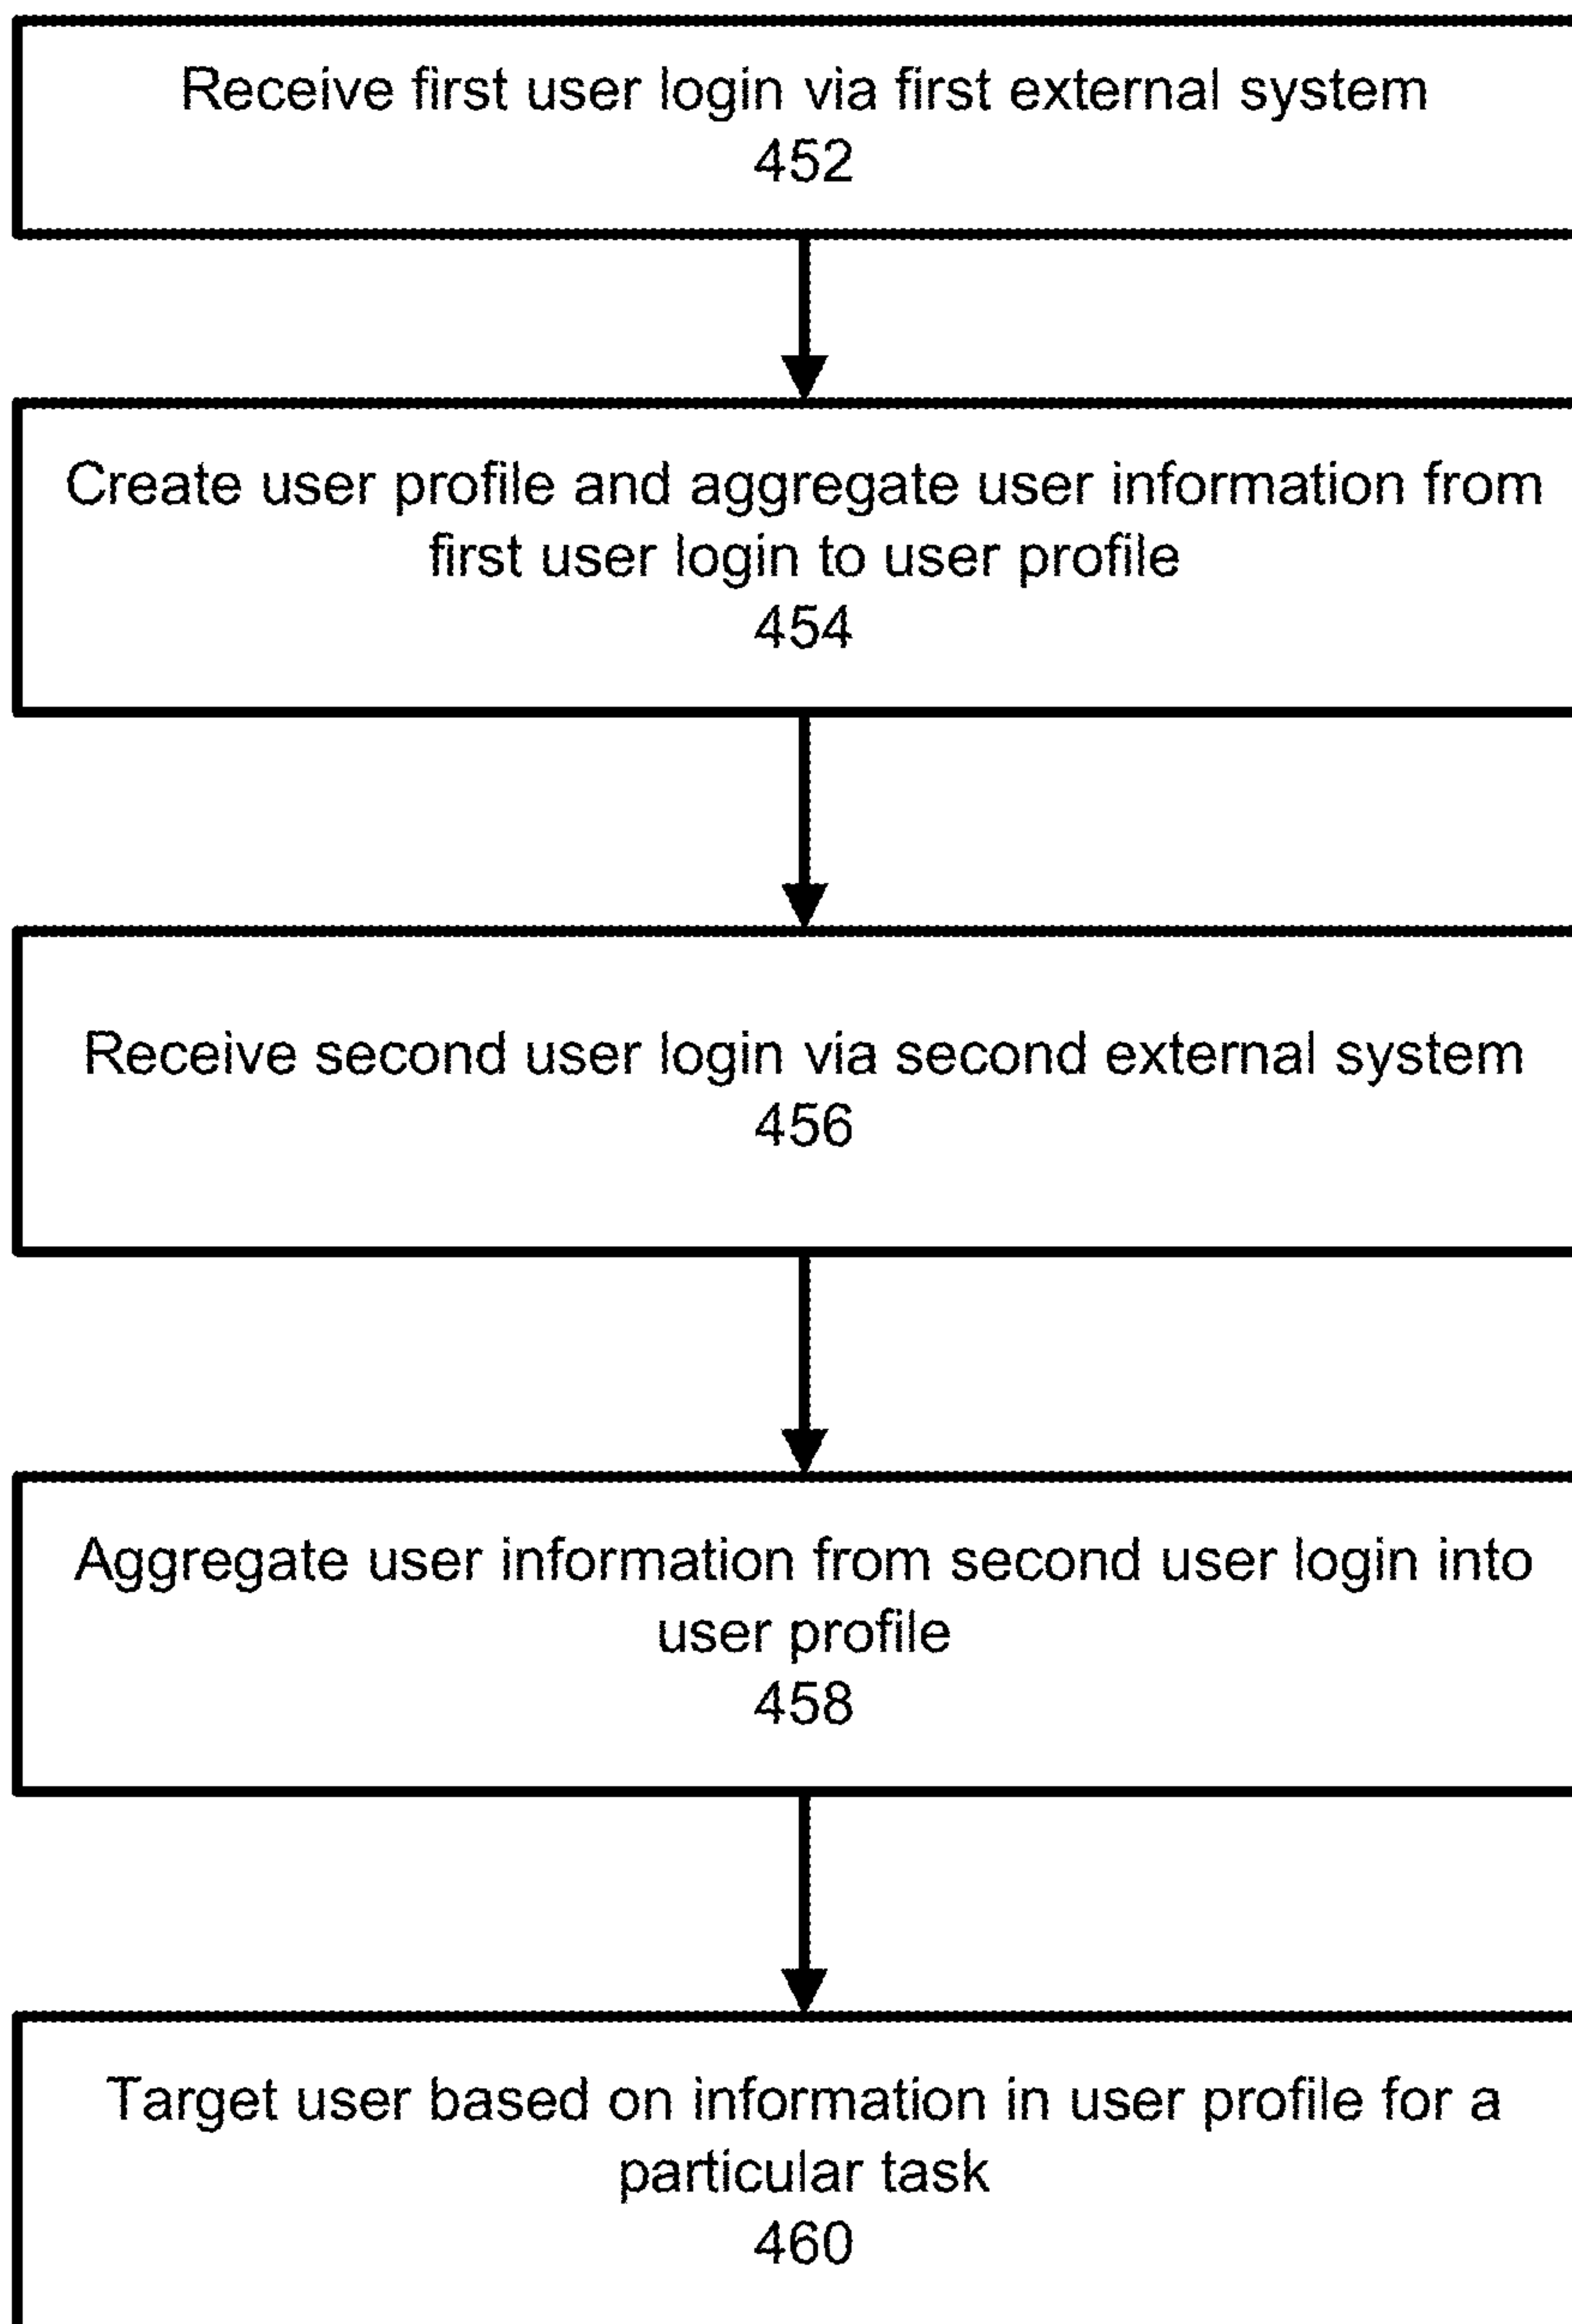 Receive first user login via first external system
452
Create user profile and aggregate user information from
first user login to user profile
454
Receive second user login via second external system
456
Aggregate user information from second user login into
user profile
458
Target user based on information in user profile for a
particular task
460